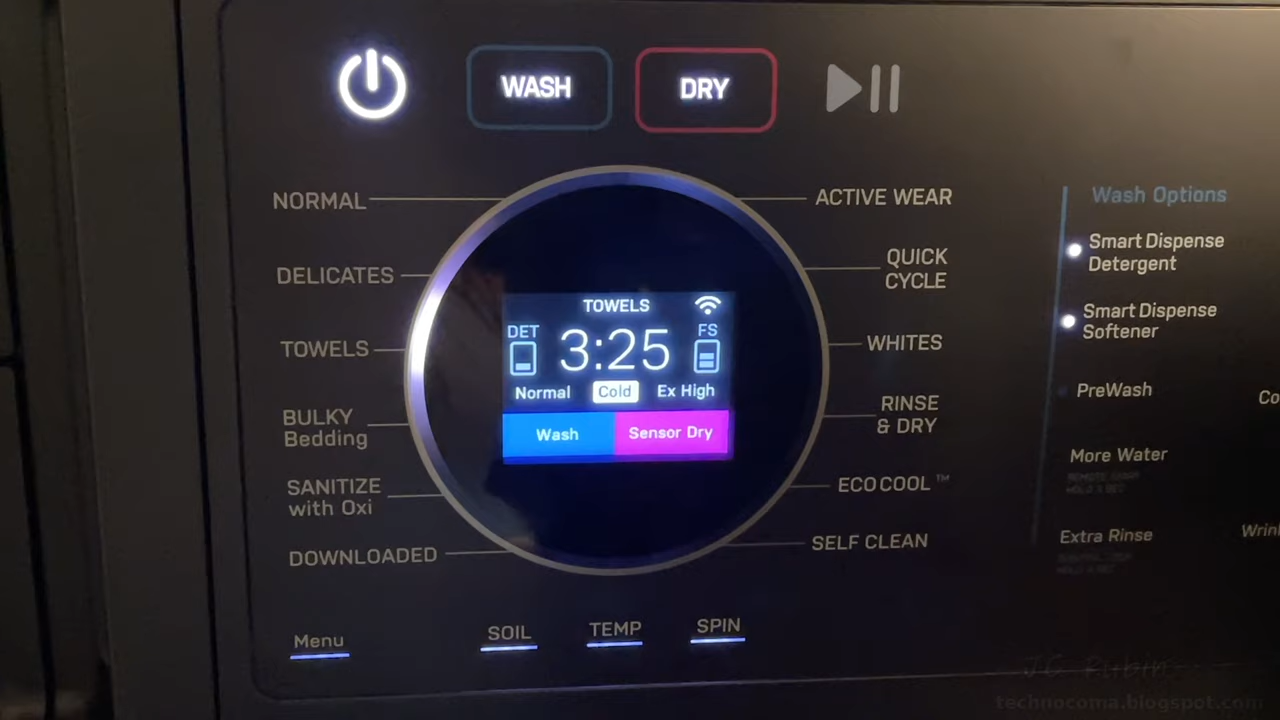 WASH
DRY
NORMAL
DELICATES
TOWELS
BULKY
Bedding
SANITIZE
with Oxi
DOWNLOADED
TOWELS
DET
3:25
FS
Normal
Cold
Ex High
Wash
Sensor Dry
ACTIVE WEAR
QUICK
CYCLE
WHITES
RINSE
& DRY
ECO COOL™
SELF CLEAN
Menu
SOIL
TEMP
SPIN
Wash Options
Smart Dispense
Detergent
Smart Dispense
Softener
PreWash
More Water
Extra Rinse
J.G. Rubin
technocoma.blogspot.com